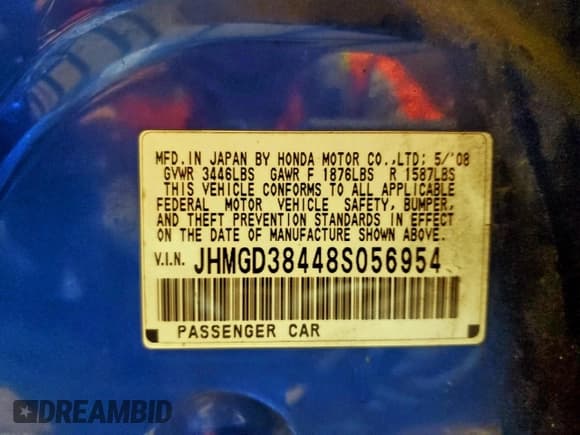 MFD. IN JAPAN BY HONDA MOTOR CO.,LTD; 5/'08
GVWR 3446LBS GAWR F 1876LBS R 1587LBS
THIS VEHICLE CONFORMS TO ALL APPLICABLE
FEDERAL MOTOR VEHICLE SAFETY, BUMPER,
AND THEFT PREVENTION STANDARDS IN EFFECT
ON THE DATE OF MANUFACTURE SHOWN ABOVE.
V.I.N. JHMGD38448S056954
PASSENGER CAR
DREAMBID